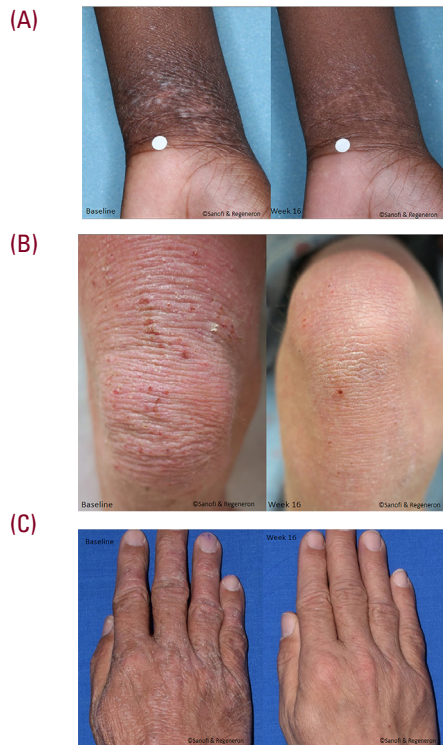 (A)
Baseline
©Sanofi & Regeneron
Week 16
©Sanofi & Regeneron
(B)
Baseline
©Sanofi & Regeneron
Week 16
©Sanofi & Regeneron
(C)
Baseline
©Sanofi & Regeneron
Week 16
©Sanofi & Regeneron